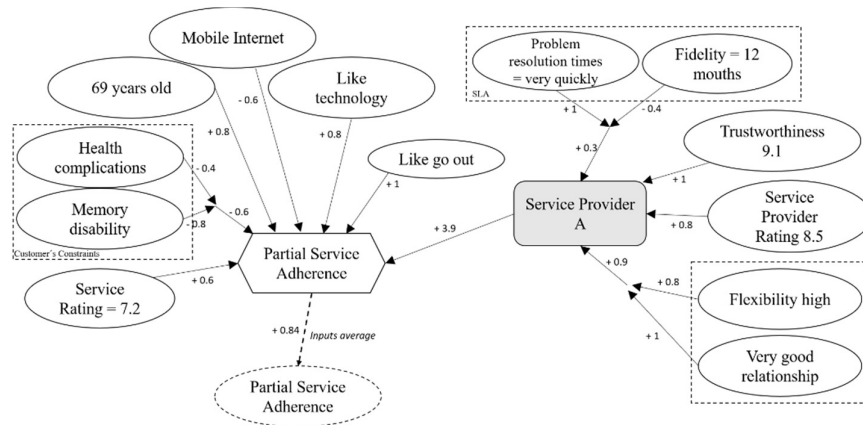 Mobile Internet
69 years old
Like
technology
Like go out
Health
complications
Memory
disability
Customer´s Constraints
Service
Rating = 7.2
- 0.6
+ 0.8
+ 0.8
+ 1
- 0.4
- 0.8
- 0.6
+ 0.6
Partial Service
Adherence
+ 0.84
Inputs average
Partial Service
Adherence
+ 3.9
Problem
resolution times
= very quickly
Fidelity = 12
mouths
SLA
+ 1
- 0.4
+ 0.3
Service Provider
A
Trustworthiness
9.1
+ 1
Service
Provider
Rating 8.5
+ 0.8
+ 0.9
+ 0.8
+ 1
Flexibility high
Very good
relationship